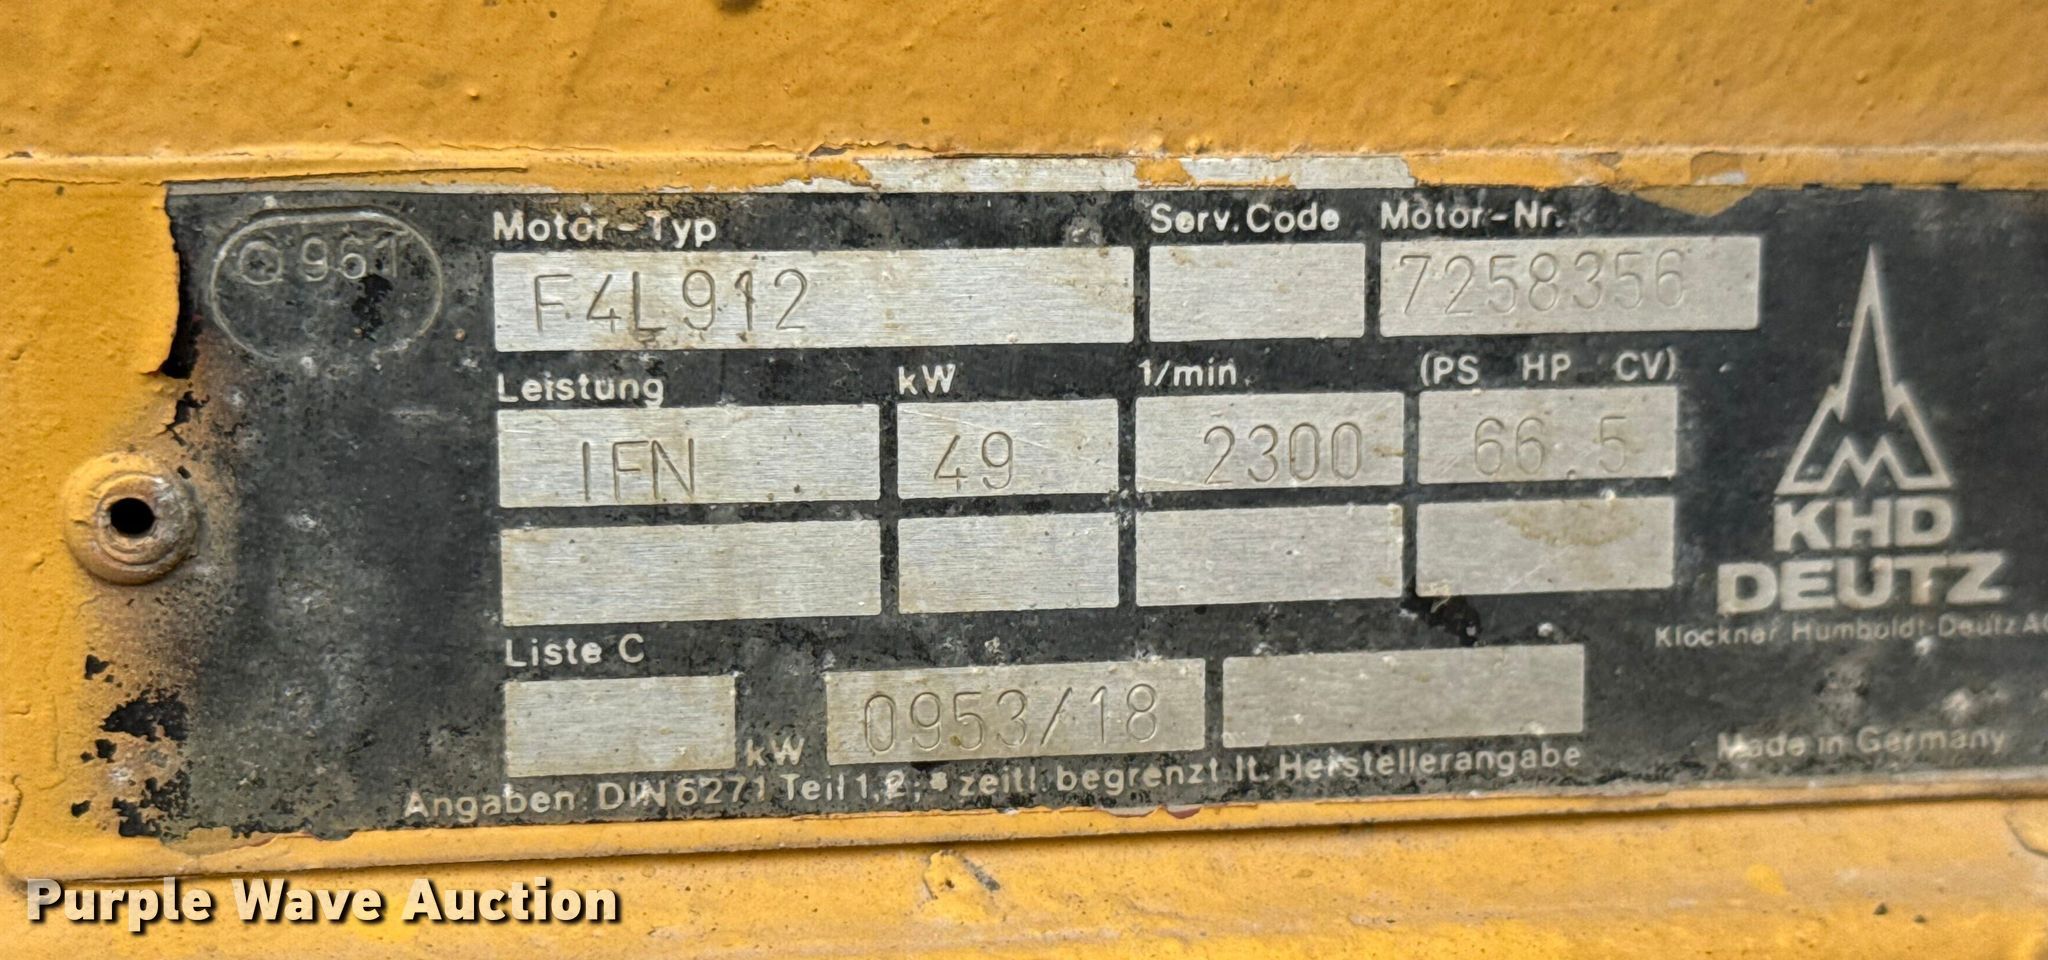 Q 961
Motor-Typ Serv. Code Motor-Nr.
F4L912 7258356
Leistung kW 1/min (PS HP CV)
IFN 49 2300 66.5
KHD
DEUTZ
Klöckner-Humboldt-Deutz AG
Liste C
kW 0953/18
Made in Germany
Angaben: DIN 6271 Teil 1,2; * zeitl. begrenzt lt. Herstellerangabe
Purple Wave Auction